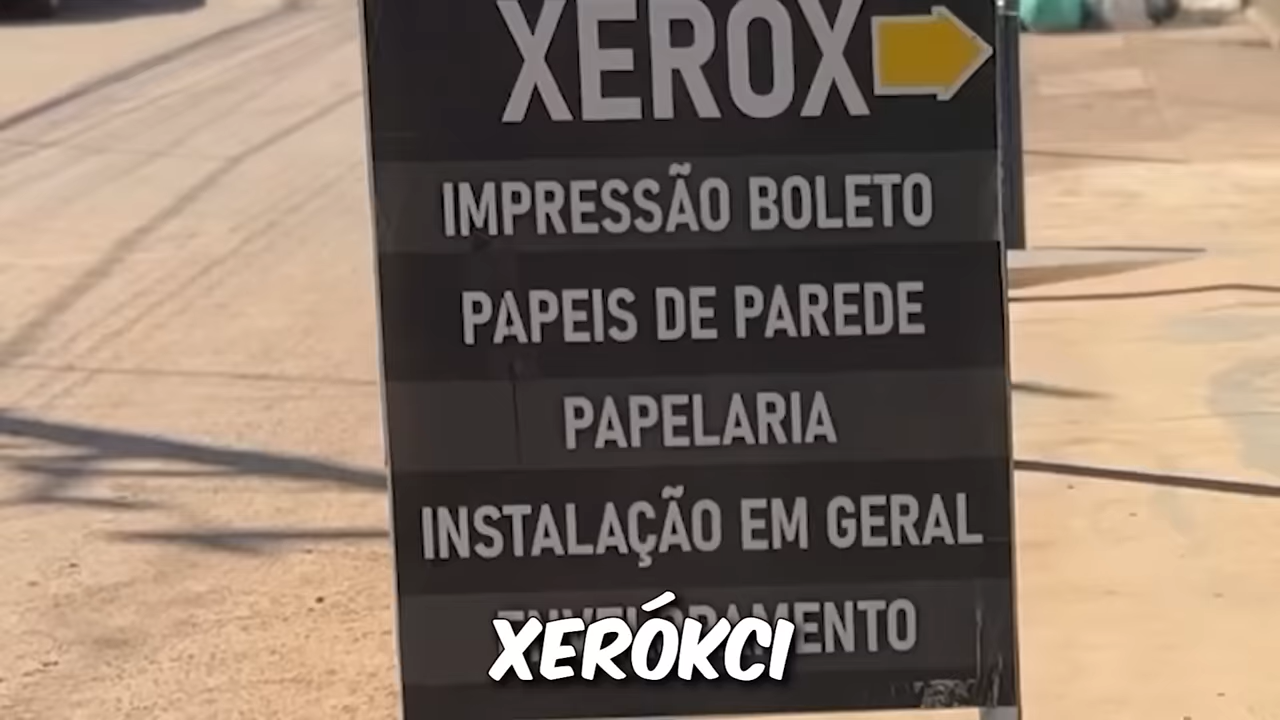 XEROX
IMPRESSÃO BOLETO
PAPEIS DE PAREDE
PAPELARIA
INSTALAÇÃO EM GERAL
XERÓKCI